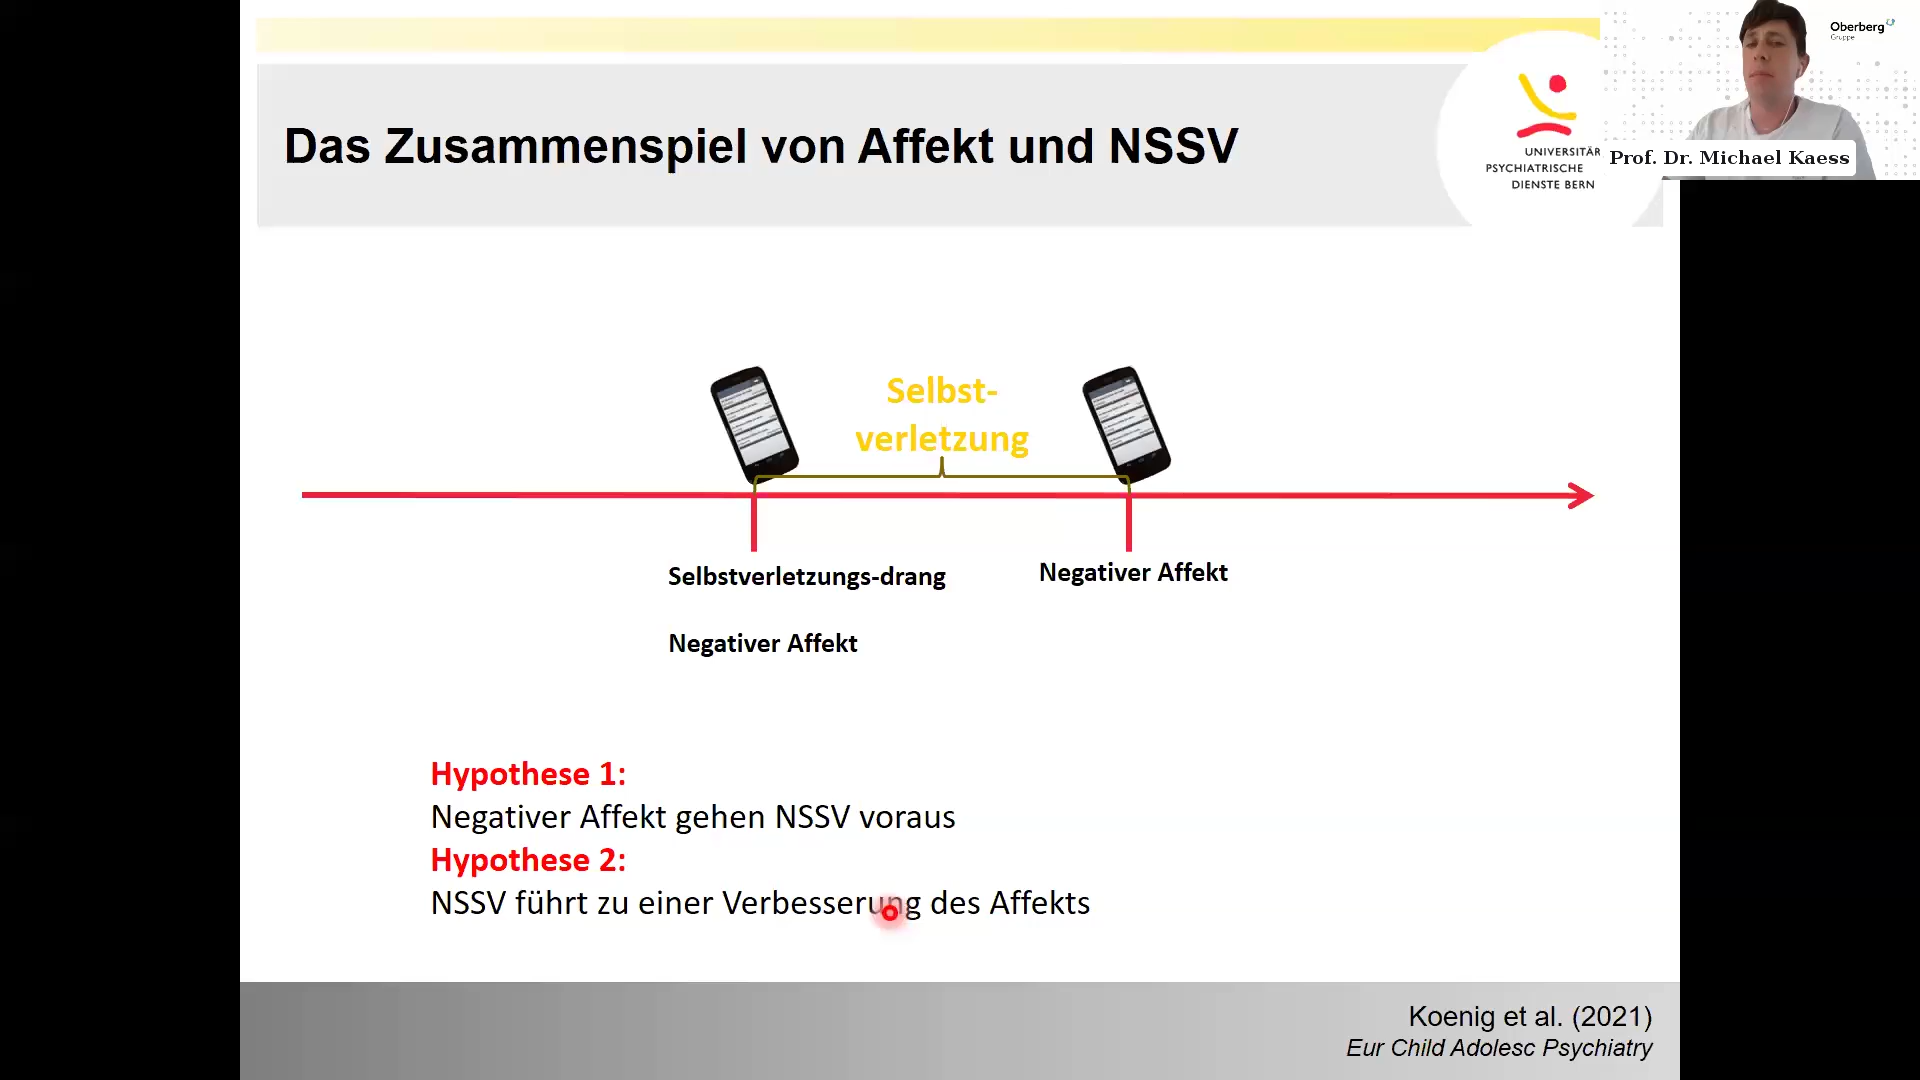 Das Zusammenspiel von Affekt und NSSV
UNIVERSITÄR
PSYCHIATRISCHE
DIENSTE BERN
Oberberg
Gruppe
Prof. Dr. Michael Kaess
Selbst-
verletzung
Selbstverletzungs-drang
Negativer Affekt
Negativer Affekt
Hypothese 1:
Negativer Affekt gehen NSSV voraus
Hypothese 2:
NSSV führt zu einer Verbesserung des Affekts
Koenig et al. (2021)
Eur Child Adolesc Psychiatry